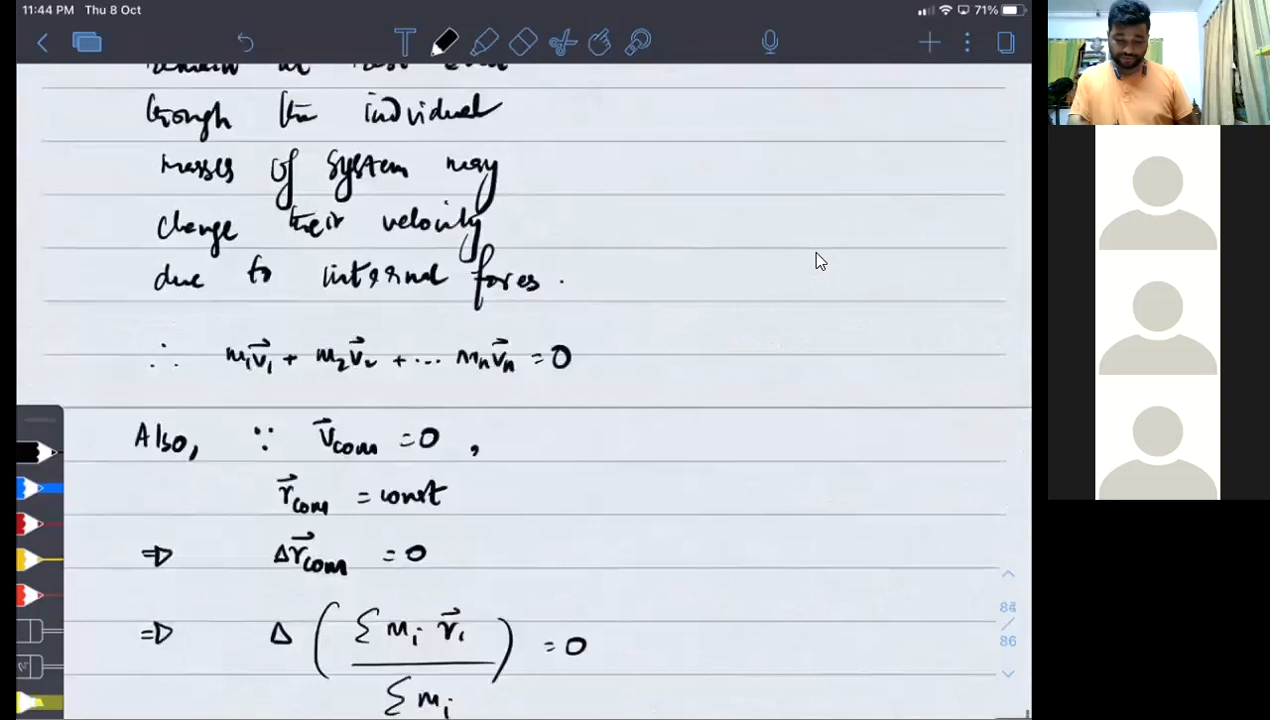 11:44 PM Thu 8 Oct
71%
though the individual
masses of system may
change their velocity
due to internal forces.
∴ m₁v⃗₁ + m₂v⃗₂ + ... mₙv⃗ₙ = 0
Also, ∵ v⃗com = 0,
r⃗com = const
⇒ Δr⃗com = 0
⇒ Δ (Σ mᵢ r⃗ᵢ / Σ mᵢ) = 0
84
/
86